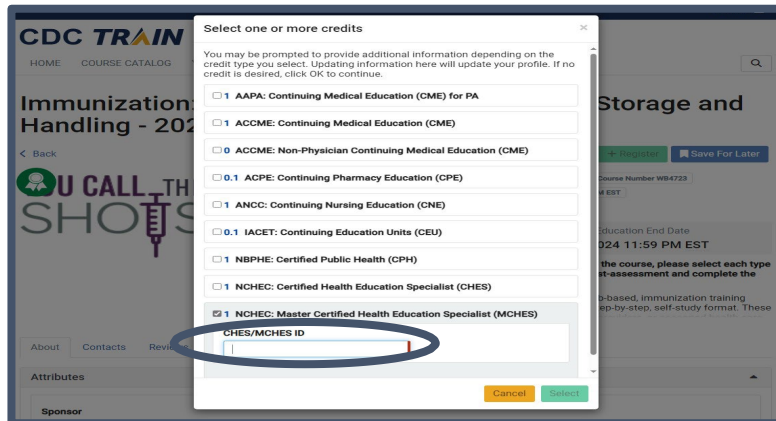 CDC TRAIN
HOME COURSE CATALOG
Immunization: Storage and
Handling - 202
< Back
+ Register Save For Later
YOU CALL TH
SHOTS
Course Number WB4723
M EST
Education End Date
024 11:59 PM EST
the course, please select each type
st-assessment and complete the
b-based, immunization training
ep-by-step, self-study format. These
About Contacts Reviews
Attributes
Sponsor
Select one or more credits ×
You may be prompted to provide additional information depending on the
credit type you select. Updating information here will update your profile. If no
credit is desired, click OK to continue.
1 AAPA: Continuing Medical Education (CME) for PA
1 ACCME: Continuing Medical Education (CME)
0 ACCME: Non-Physician Continuing Medical Education (CME)
0.1 ACPE: Continuing Pharmacy Education (CPE)
1 ANCC: Continuing Nursing Education (CNE)
0.1 IACET: Continuing Education Units (CEU)
1 NBPHE: Certified Public Health (CPH)
1 NCHEC: Certified Health Education Specialist (CHES)
1 NCHEC: Master Certified Health Education Specialist (MCHES)
CHES/MCHES ID
Cancel Select